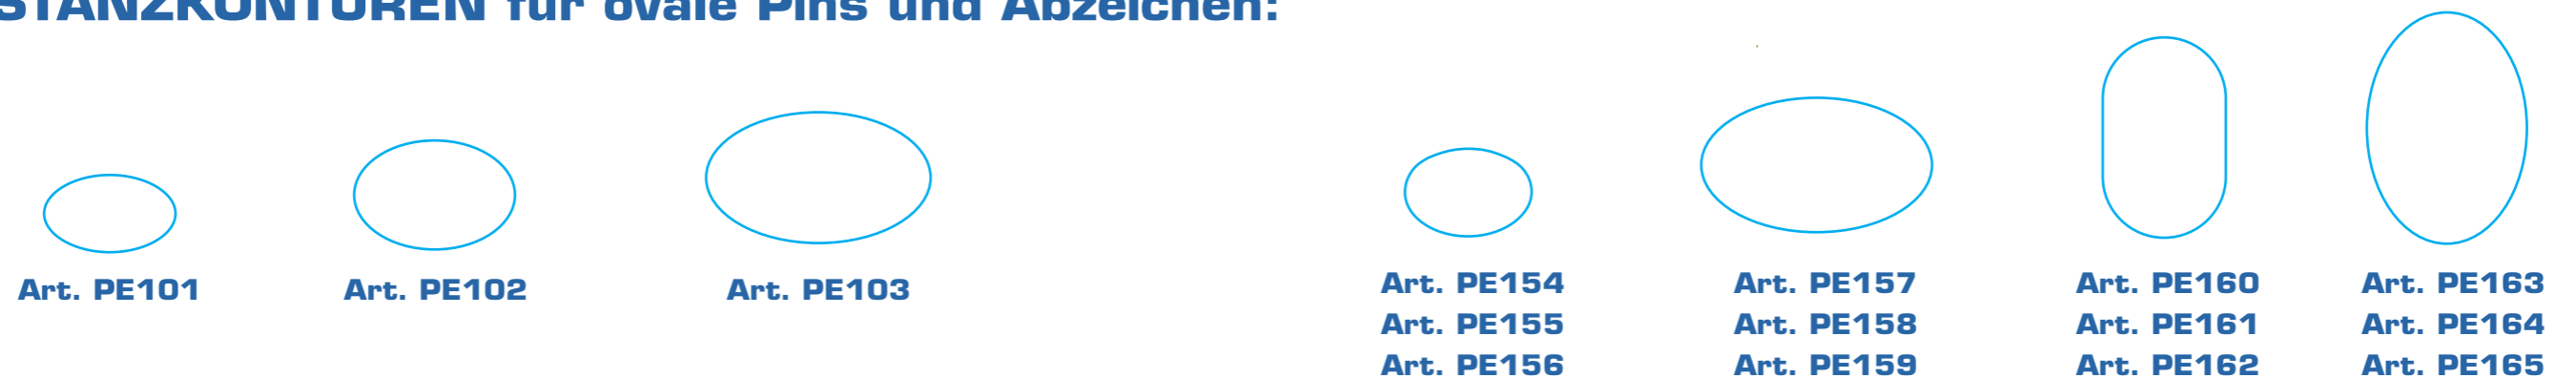 STANZKONTUREN für ovale Pins und Abzeichen:
Art. PE101
Art. PE102
Art. PE103
Art. PE154
Art. PE155
Art. PE156
Art. PE157
Art. PE158
Art. PE159
Art. PE160
Art. PE161
Art. PE162
Art. PE163
Art. PE164
Art. PE165